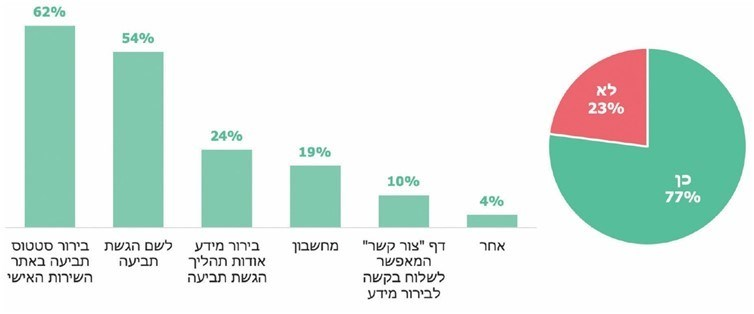 62%
54%
24%
19%
10%
4%
בירור סטטוס
תביעה באתר
השירות האישי
לשם הגשת
תביעה
בירור מידע
אודות תהליך
הגשת תביעה
מחשבון
דף "צור קשר"
המאפשר
לשלוח בקשה
לבירור מידע
אחר
לא
23%
כן
77%